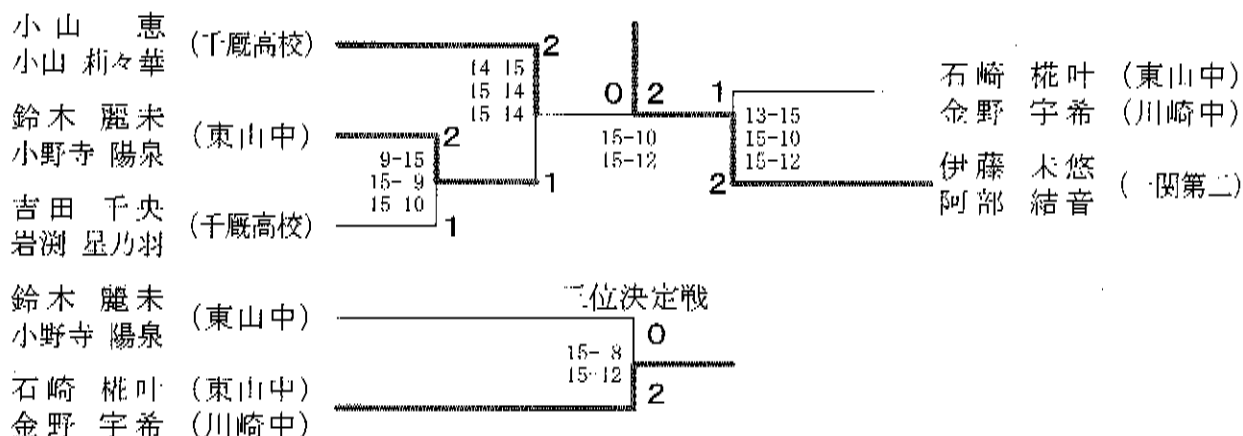 小山 恵
小山 莉々華 (千厩高校)
2
14 15
15 14
15 14
0 2
15-10
15-12
1
13-15
15-10
15-12
2
石崎 椛叶 (東山中)
金野 宇希 (川崎中)
鈴木 麗未
小野寺 陽泉 (東山中)
2
9-15
15- 9
15 10
1
1
伊藤 未悠
阿部 結音 (一関第二)
吉田 千央
岩渕 星乃羽 (千厩高校)
三位決定戦
鈴木 麗未
小野寺 陽泉 (東山中)
0
15- 8
15-12
2
石崎 椛叶 (東山中)
金野 宇希 (川崎中)